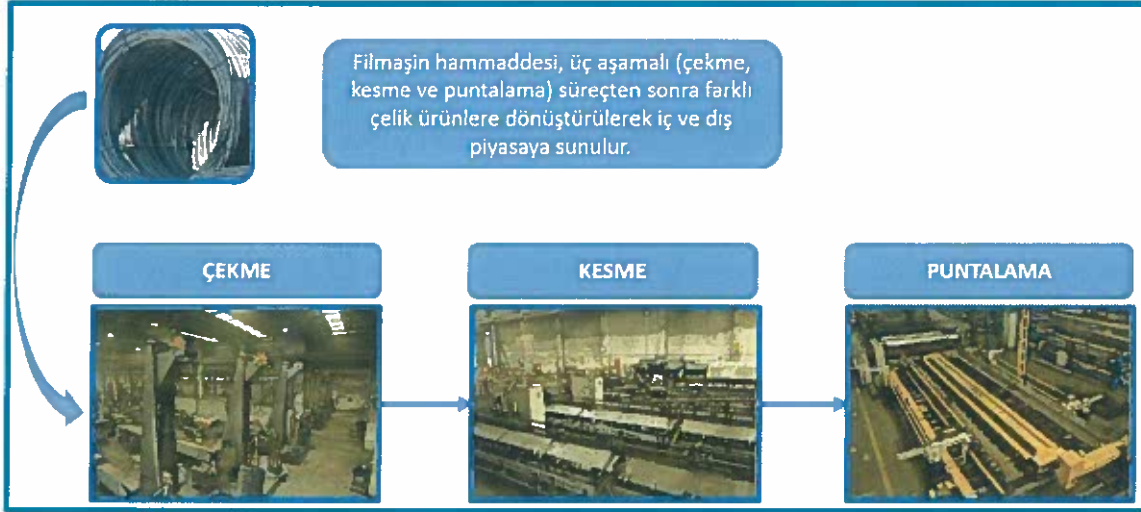 Filmaşin hammaddesi, üç aşamalı (çekme,
kesme ve puntalama) süreçten sonra farklı
çelik ürünlere dönüştürülerek iç ve dış
piyasaya sunulur.
ÇEKME
KESME
PUNTALAMA